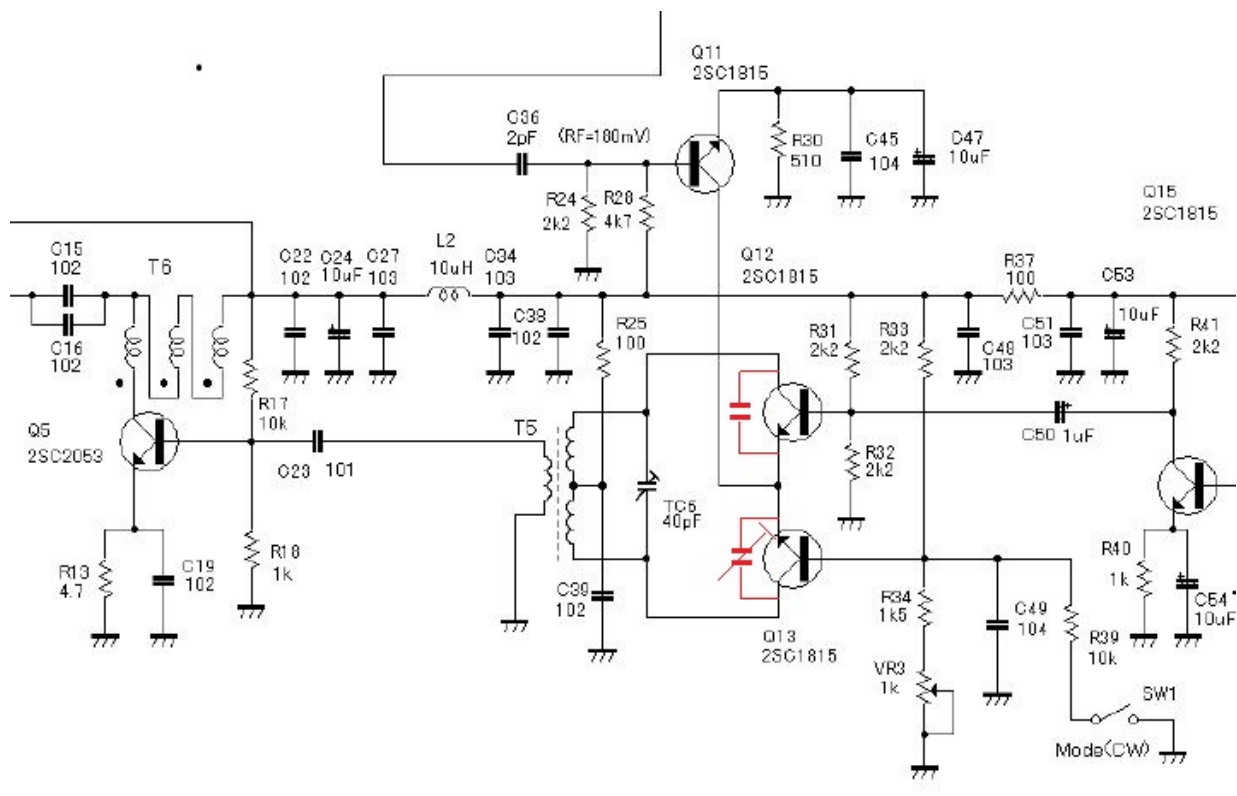 Q11
2SC1815
C36
2pF
(RF=180mV)
R30
510
C45
104
C47
10uF
R24
2k2
R28
4k7
Q15
2SC1815
C15
102
T6
C22
102
C24
10uF
C27
103
L2
10uH
C34
103
Q12
2SC1815
R37
100
C53
10uF
C16
102
C38
102
R25
100
R31
2k2
R33
2k2
C48
103
C51
103
R41
2k2
R17
10k
Q5
2SC2053
C23
101
T5
C50
1uF
R32
2k2
TC6
40pF
R13
4.7
C19
102
R18
1k
C39
102
R34
1k5
C49
104
R39
10k
R40
1k
C54
10uF
Q13
2SC1815
VR3
1k
SW1
Mode(CW)